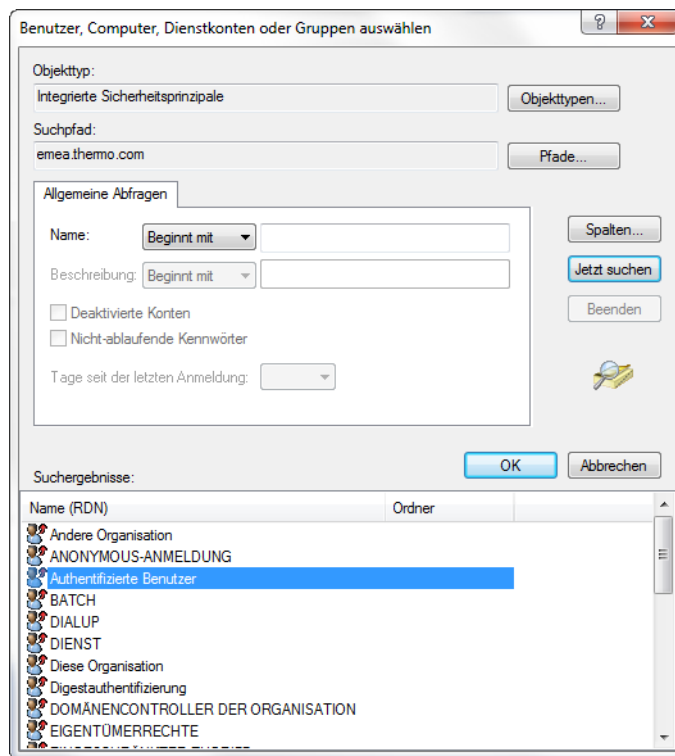 Benutzer, Computer, Dienstkonten oder Gruppen auswählen
Objekttyp:
Integrierte Sicherheitsprinzipale
Objekttypen...
Suchpfad:
emea.thermo.com
Pfade...
Allgemeine Abfragen
Name: Beginnt mit
Spalten...
Beschreibung: Beginnt mit
Jetzt suchen
Deaktivierte Konten
Beenden
Nicht-ablaufende Kennwörter
Tage seit der letzten Anmeldung:
OK Abbrechen
Suchergebnisse:
Name (RDN) Ordner
Andere Organisation
ANONYMOUS-ANMELDUNG
Authentifizierte Benutzer
BATCH
DIALUP
DIENST
Diese Organisation
Digestauthentifizierung
DOMÄNENCONTROLLER DER ORGANISATION
EIGENTÜMERRECHTE